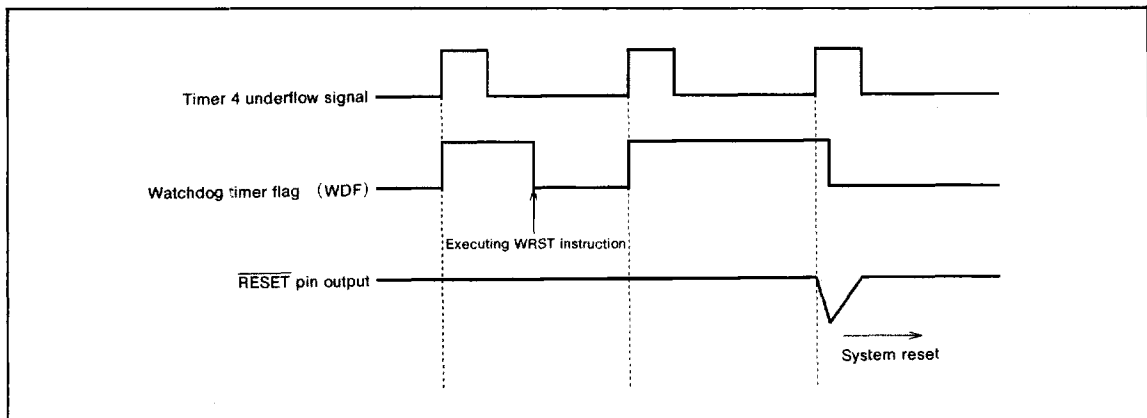 Timer 4 underflow signal
Watchdog timer flag (WDF)
Executing WRST instruction
RESET pin output
System reset